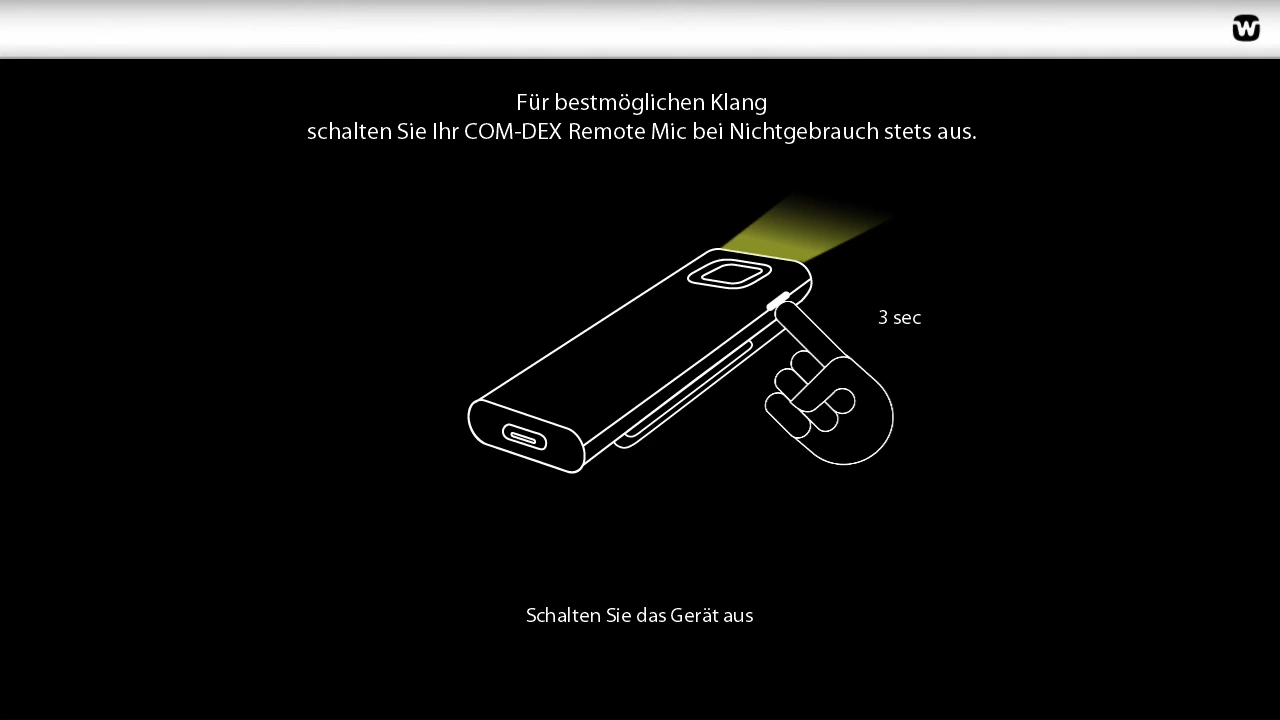 W
Für bestmöglichen Klang
schalten Sie Ihr COM-DEX Remote Mic bei Nichtgebrauch stets aus.
3 sec
Schalten Sie das Gerät aus